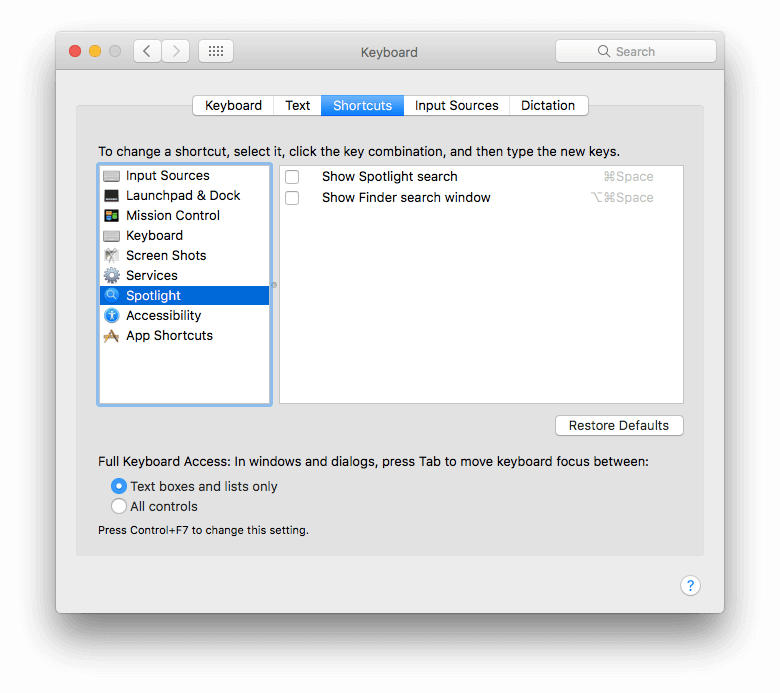 Keyboard
Search
Keyboard Text Shortcuts Input Sources Dictation
To change a shortcut, select it, click the key combination, and then type the new keys.
Input Sources
Launchpad & Dock
Mission Control
Keyboard
Screen Shots
Services
Spotlight
Accessibility
App Shortcuts
Show Spotlight search ⌘Space
Show Finder search window ⌥⌘Space
Restore Defaults
Full Keyboard Access: In windows and dialogs, press Tab to move keyboard focus between:
Text boxes and lists only
All controls
Press Control+F7 to change this setting.
?